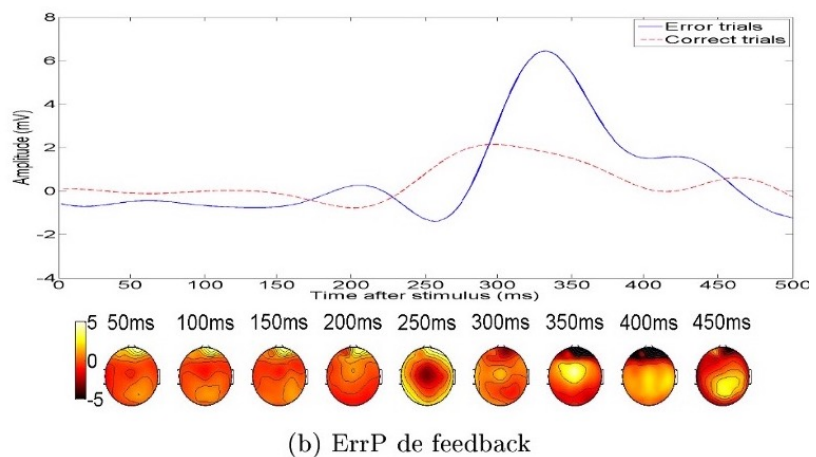 8
6
4
2
0
-2
-4
Amplitude (mV)
Error trials
Correct trials
0 50 100 150 200 250 300 350 400 450 500
Time after stimulus (ms)
50ms 100ms 150ms 200ms 250ms 300ms 350ms 400ms 450ms
5
0
-5
(b) ErrP de feedback